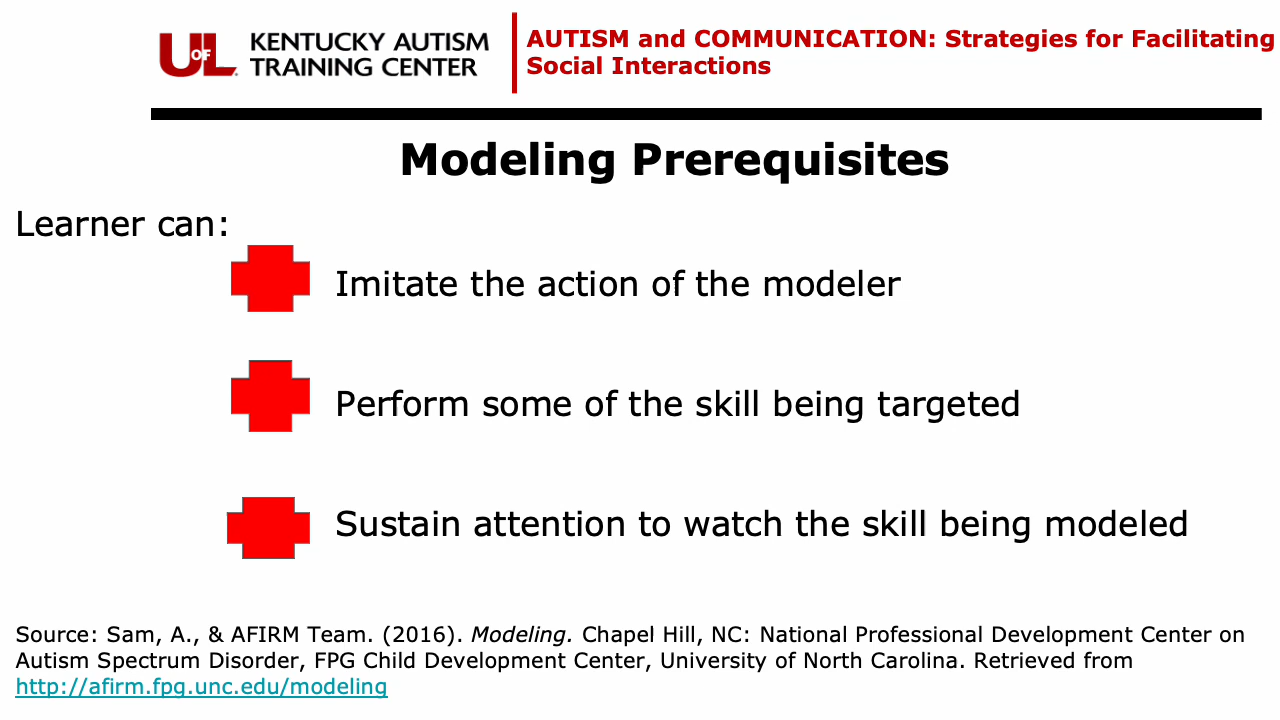 UofL KENTUCKY AUTISM
TRAINING CENTER
AUTISM and COMMUNICATION: Strategies for Facilitating
Social Interactions
Modeling Prerequisites
Learner can:
Imitate the action of the modeler
Perform some of the skill being targeted
Sustain attention to watch the skill being modeled
Source: Sam, A., & AFIRM Team. (2016). Modeling. Chapel Hill, NC: National Professional Development Center on
Autism Spectrum Disorder, FPG Child Development Center, University of North Carolina. Retrieved from
http://afirm.fpg.unc.edu/modeling